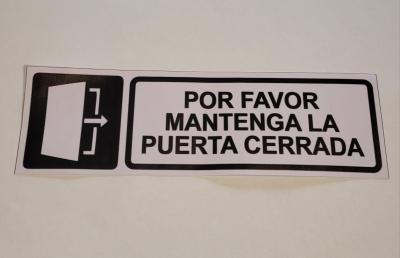 POR FAVOR
MANTENGA LA
PUERTA CERRADA